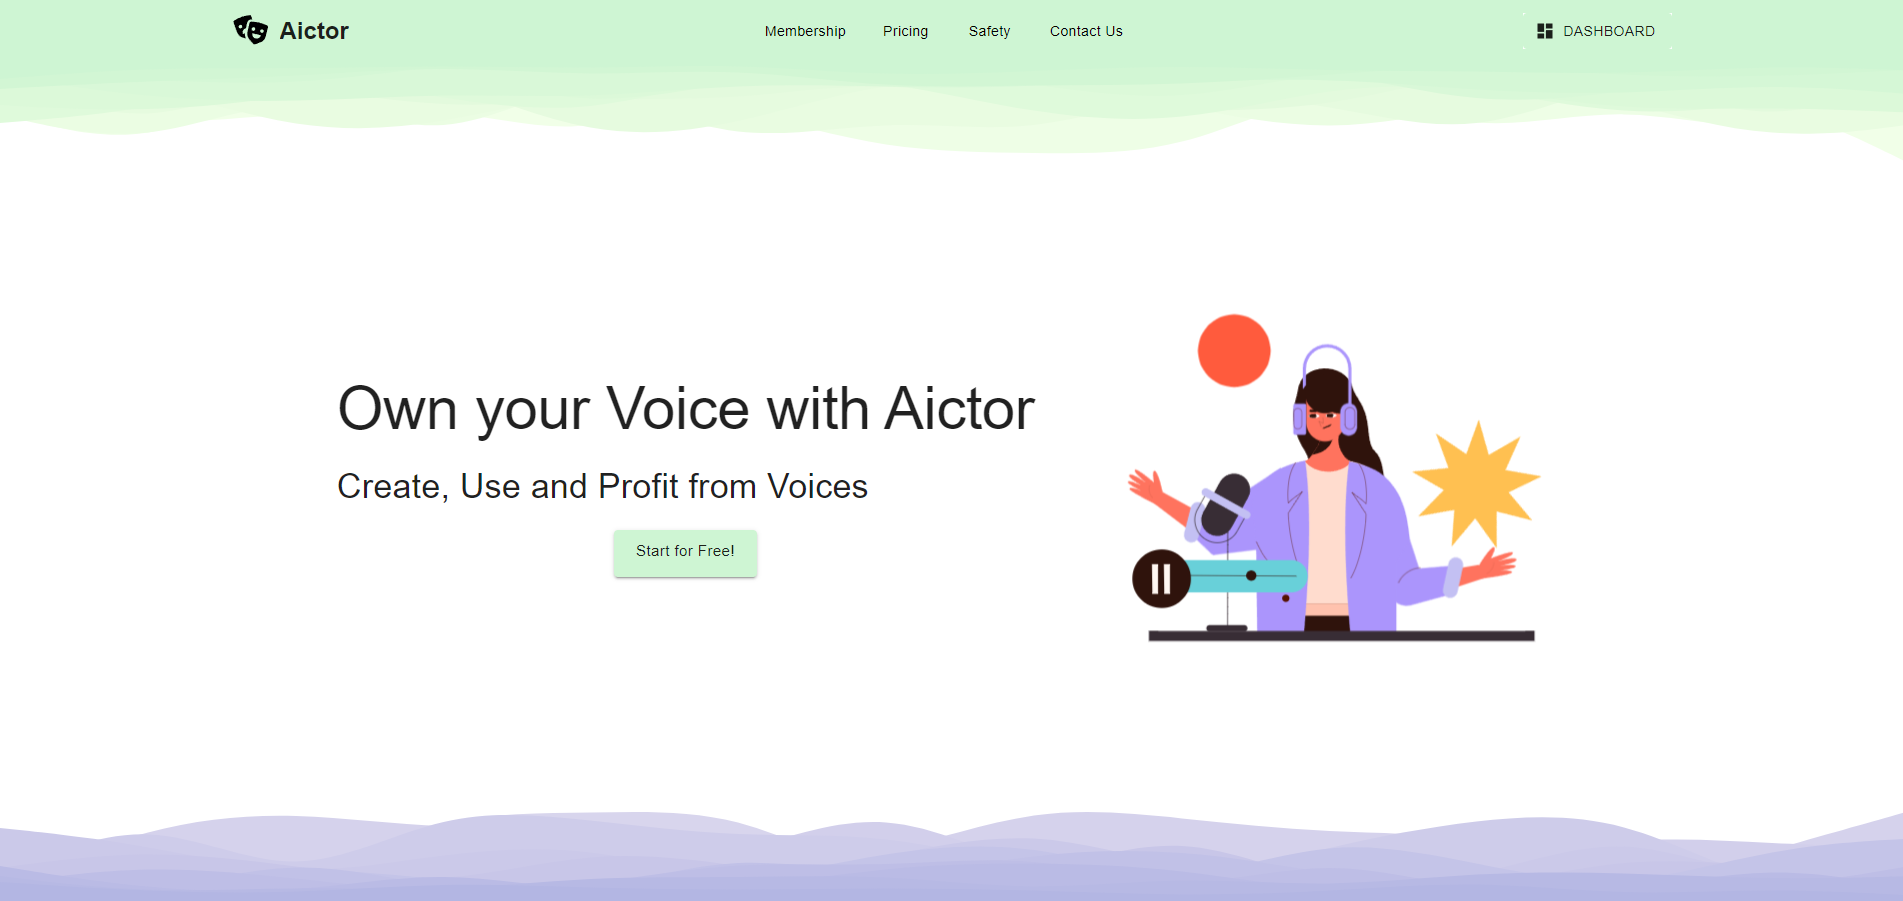 Aictor
Membership Pricing Safety Contact Us
DASHBOARD
Own your Voice with Aictor
Create, Use and Profit from Voices
Start for Free!